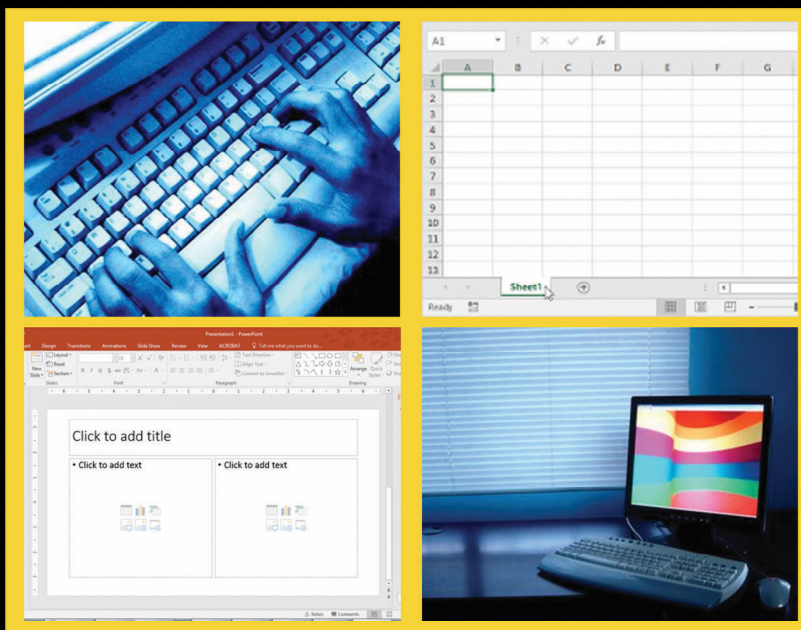 A1
fx
A B C D E F G
1
2
3
4
5
6
7
8
9
10
11
12
13
Sheet1
Ready
Presentation1 - PowerPoint
Design Transitions Animations Slide Show Review View ACROBAT Tell me what you want to do...
New
Slide
Layout
Reset
Section
Text Direction
Align Text
Convert to SmartArt
Arrange Quick
Styles
Slides Font Paragraph Drawing
Click to add title
• Click to add text
• Click to add text
Notes Comments